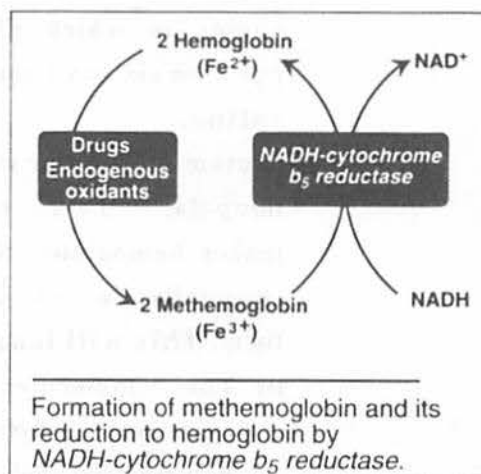 2 Hemoglobin
(Fe2+)
NAD+
Drugs
Endogenous
oxidants
NADH-cytochrome
b5 reductase
2 Methemoglobin
(Fe3+)
NADH
Formation of methemoglobin and its
reduction to hemoglobin by
NADH-cytochrome b5 reductase.